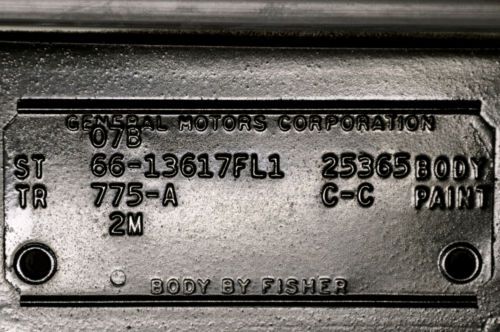 GENERAL MOTORS CORPORATION
07B
ST 66-13617FL1 25365 BODY
TR 775-A C-C PAINT
2M
BODY BY FISHER